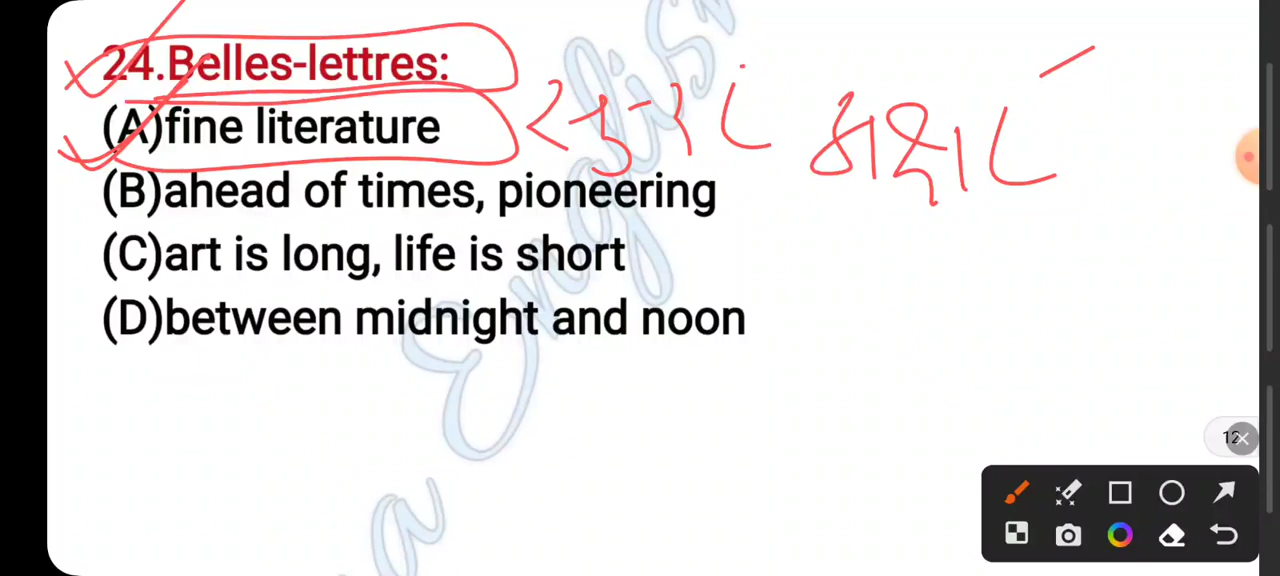 24.Belles-lettres:
(A)fine literature
(B)ahead of times, pioneering
(C)art is long, life is short
(D)between midnight and noon
12